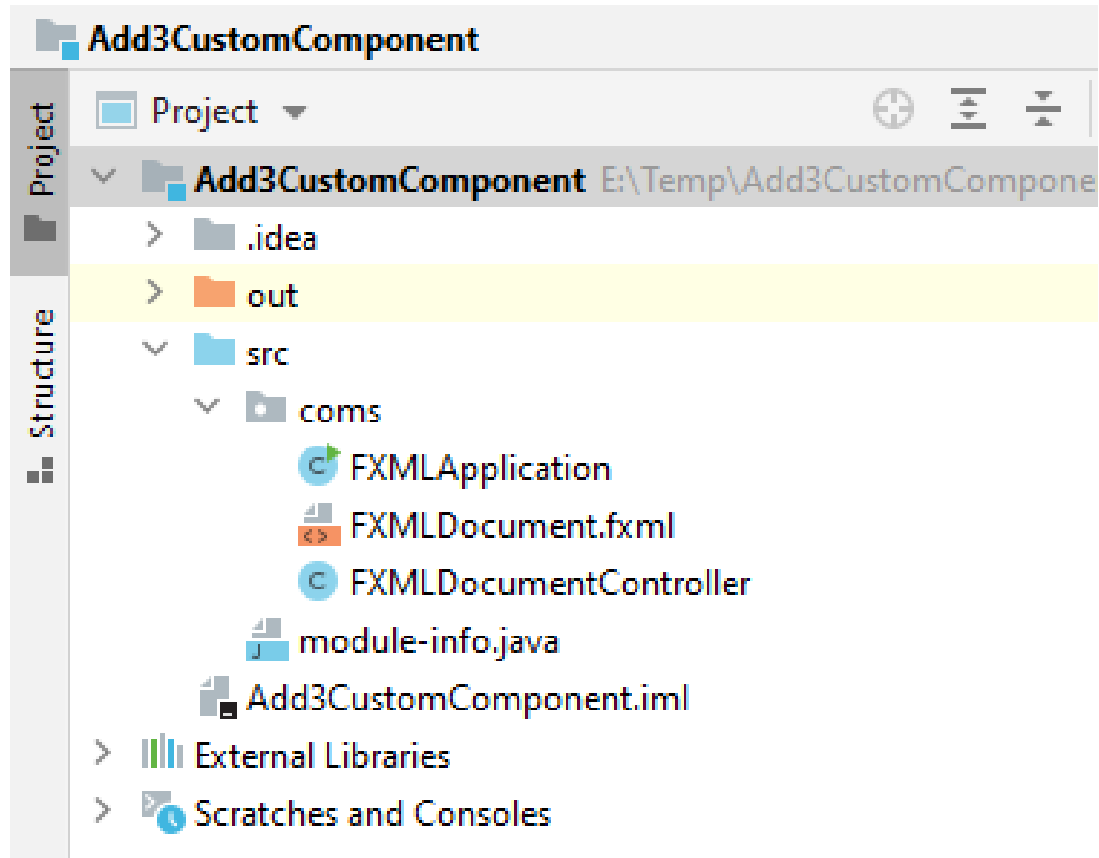 Add3CustomComponent
Project
Project
Structure
Add3CustomComponent E:\Temp\Add3CustomCompone
.idea
out
src
coms
FXMLApplication
FXMLDocument.fxml
FXMLDocumentController
module-info.java
Add3CustomComponent.iml
External Libraries
Scratches and Consoles